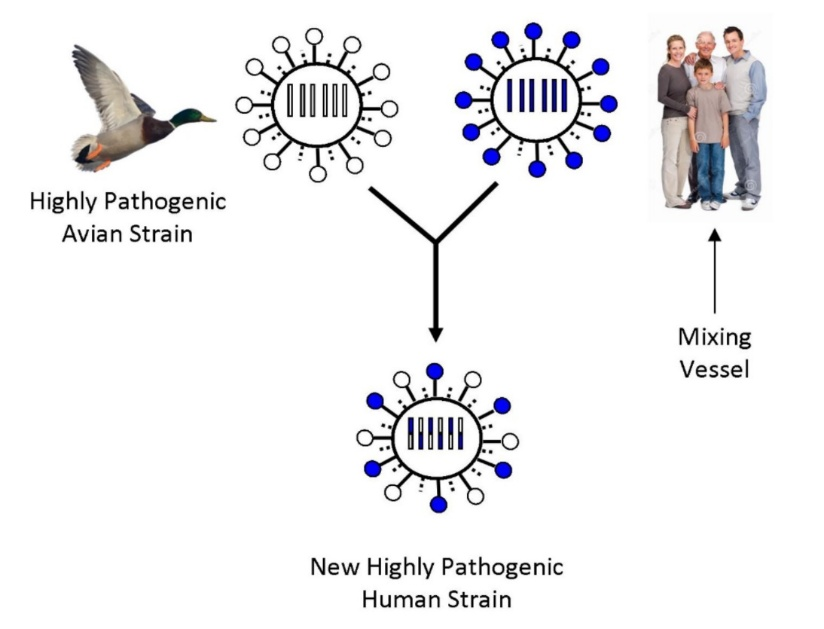 Highly Pathogenic
Avian Strain
Mixing
Vessel
New Highly Pathogenic
Human Strain